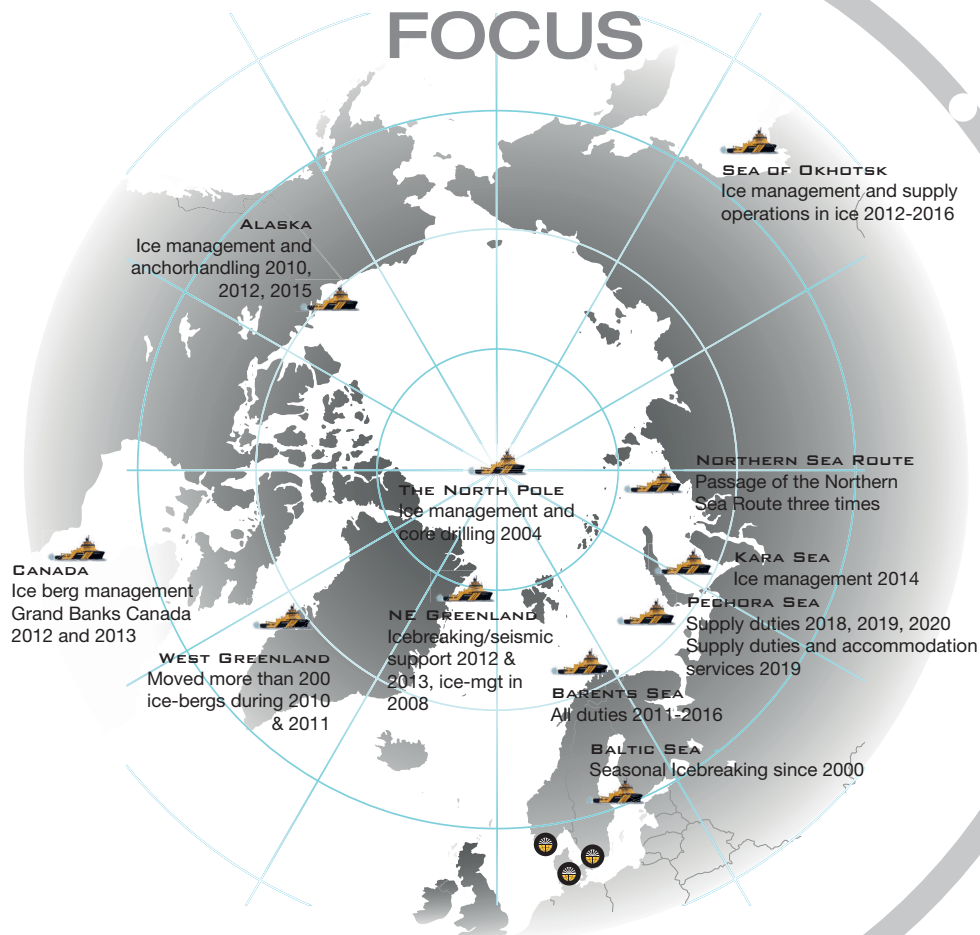 FOCUS
Sea of Okhotsk
Ice management and supply
operations in ice 2012-2016
Alaska
Ice management and
anchorhandling 2010,
2012, 2015
Northern Sea Route
Passage of the Northern
Sea Route three times
The North Pole
Ice management and
core drilling 2004
Kara Sea
Ice management 2014
Canada
Ice berg management
Grand Banks Canada
2012 and 2013
Pechora Sea
Supply duties 2018, 2019, 2020
Supply duties and accommodation
services 2019
NE Greenland
Icebreaking/seismic
support 2012 &
2013, ice-mgt in
2008
West Greenland
Moved more than 200
ice-bergs during 2010
& 2011
Barents Sea
All duties 2011-2016
Baltic Sea
Seasonal Icebreaking since 2000